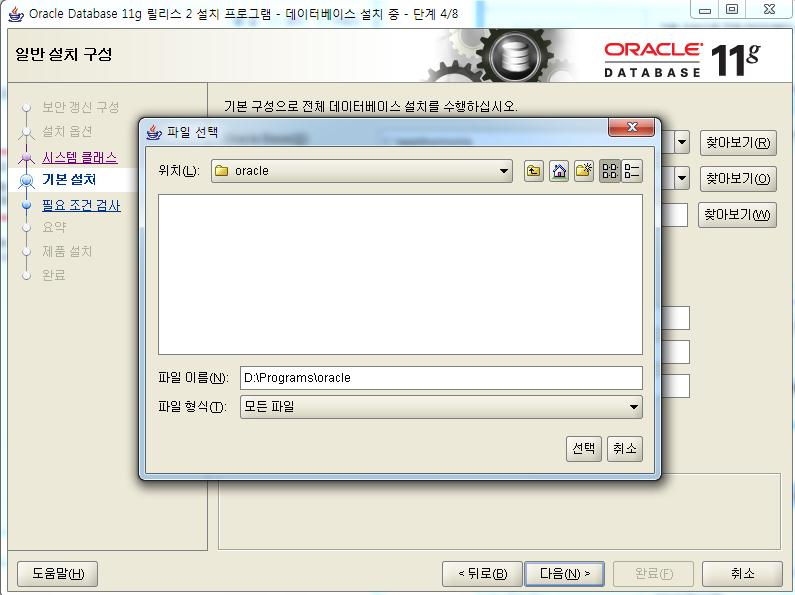 Oracle Database 11g 릴리스 2 설치 프로그램 - 데이터베이스 설치 중 - 단계 4/8
일반 설치 구성
ORACLE
DATABASE
11g
보안 갱신 구성
설치 옵션
시스템 클래스
기본 설치
필요 조건 검사
요약
제품 설치
완료
기본 구성으로 전체 데이터베이스 설치를 수행하십시오.
찾아보기(R)
찾아보기(O)
찾아보기(W)
파일 선택
위치(L):
oracle
파일 이름(N):
D:\Programs\oracle
파일 형식(T):
모든 파일
선택
취소
도움말(H)
< 뒤로(B)
다음(N) >
완료(F)
취소